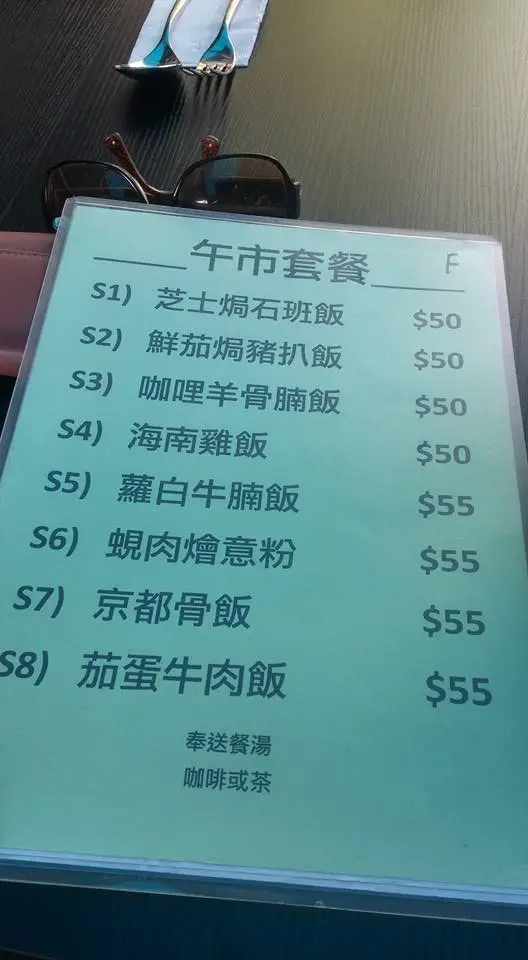 午市套餐 F
S1) 芝士焗石班飯 $50
S2) 鮮茄焗豬扒飯 $50
S3) 咖哩羊骨腩飯 $50
S4) 海南雞飯 $50
S5) 蘿白牛腩飯 $55
S6) 蜆肉燴意粉 $55
S7) 京都骨飯 $55
S8) 茄蛋牛肉飯 $55
奉送餐湯
咖啡或茶